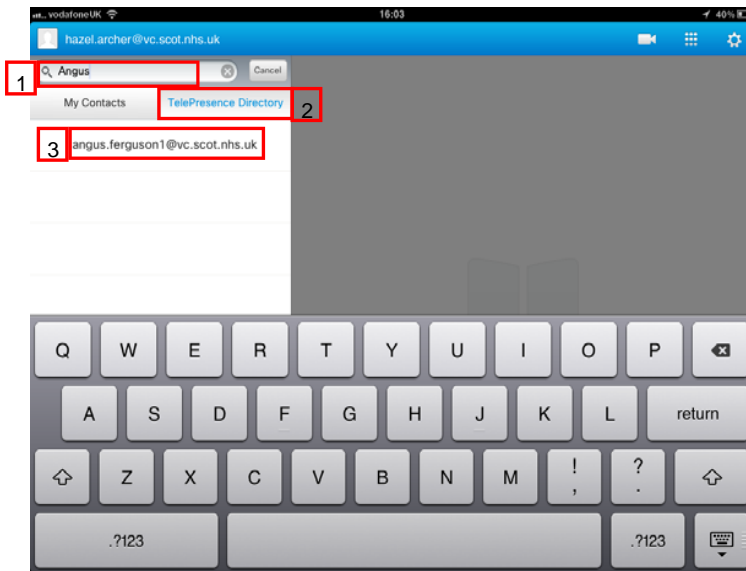 vodafone UK 16:03 40%
hazel.archer@vc.scot.nhs.uk
1 Angus Cancel
My Contacts TelePresence Directory 2
3 angus.ferguson1@vc.scot.nhs.uk
Q W E R T Y U I O P
A S D F G H J K L return
Z X C V B N M ! , ? .
.?123 .?123